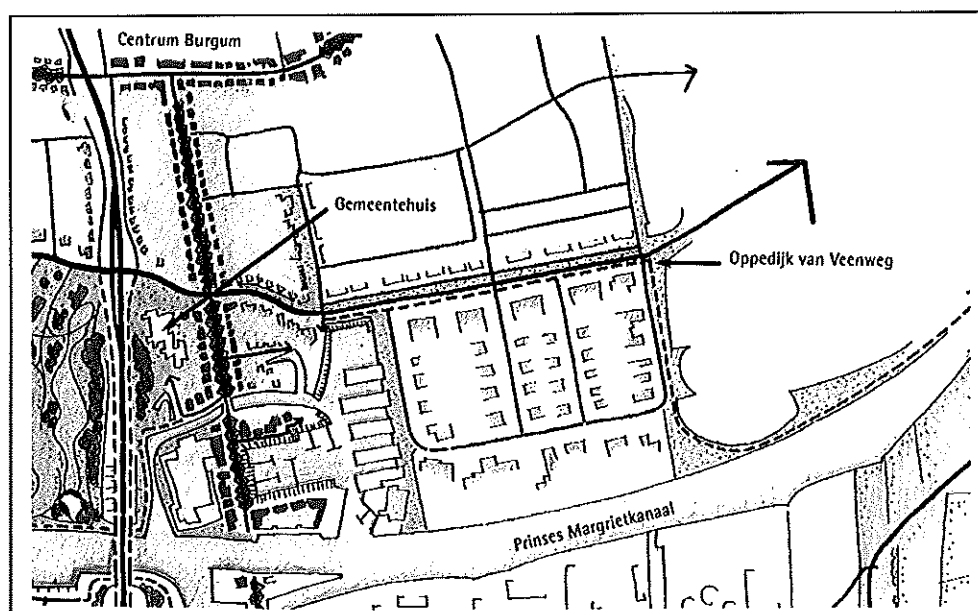 Centrum Burgum
Gemeentehuis
Oppedijk van Veenweg
Prinses Margrietkanaal